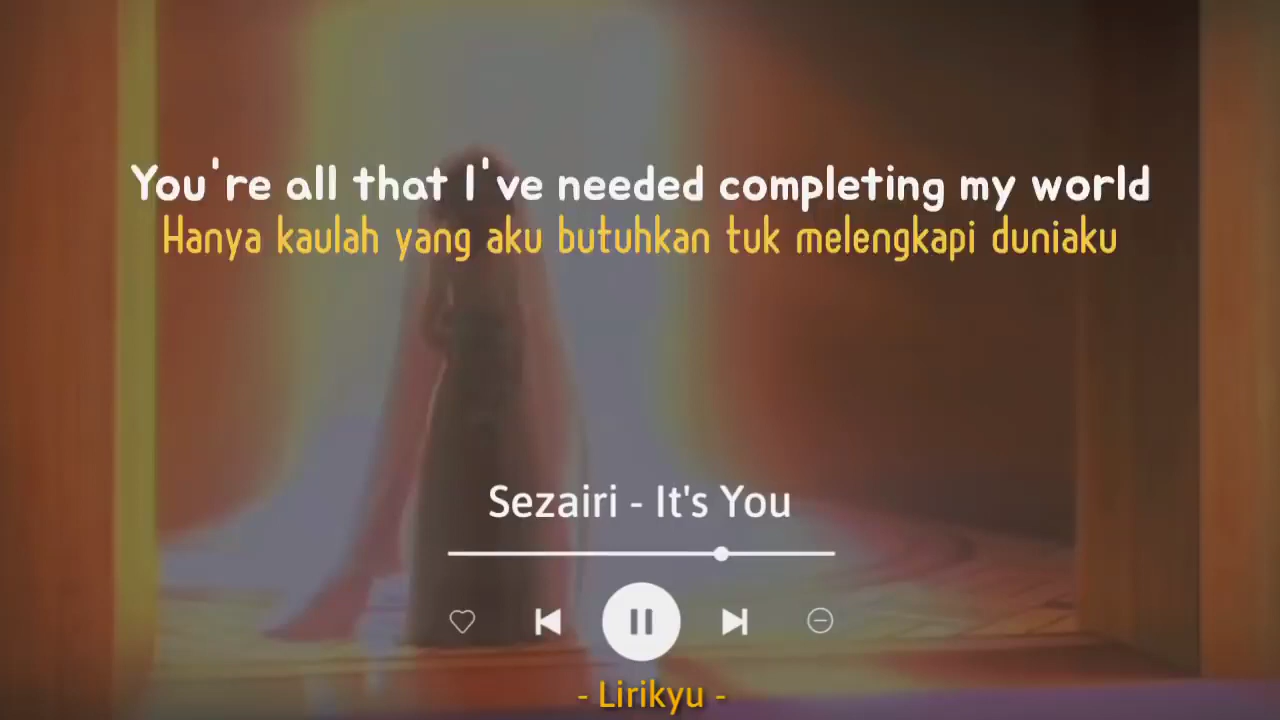 You're all that I've needed completing my world
Hanya kaulah yang aku butuhkan tuk melengkapi duniaku
Sezairi - It's You
- Lirikyu -